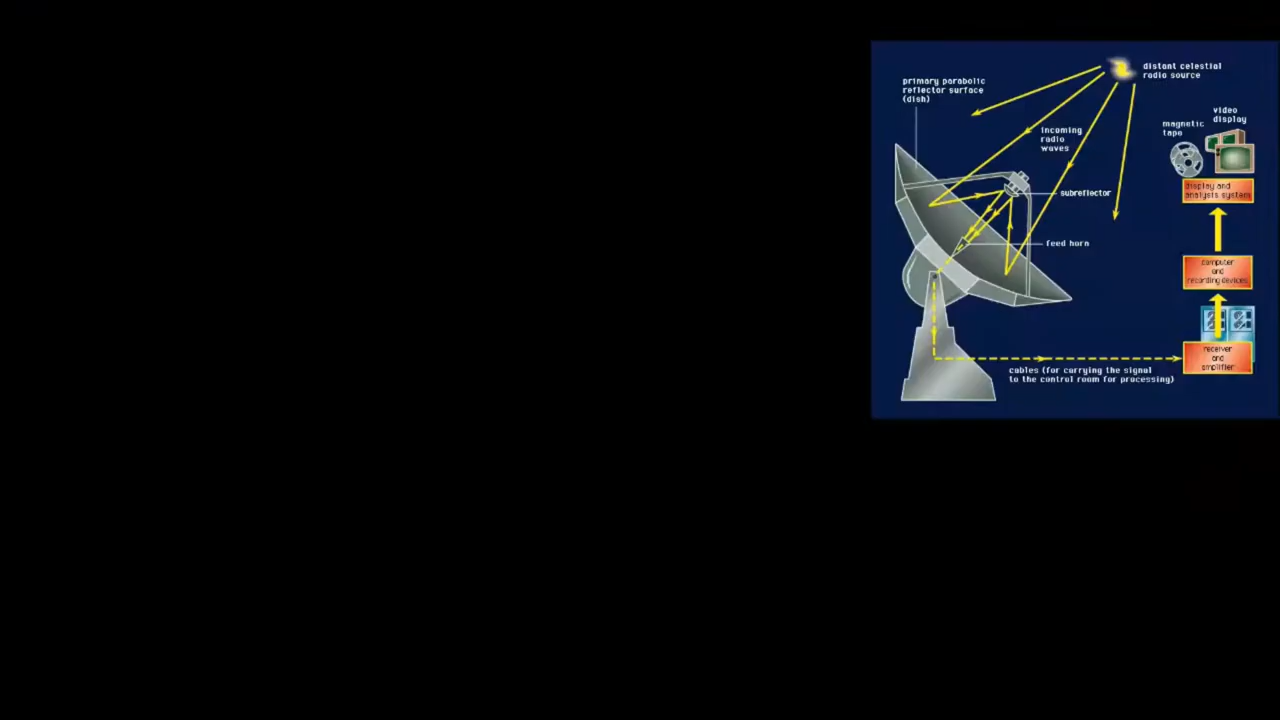 distant celestial
radio source
primary parabolic
reflector surface
(dish)
video
display
magnetic
tape
incoming
radio
waves
display and
analysis system
subreflector
feed horn
computer
and
recording devices
receiver
and
amplifier
cables (for carrying the signal
to the control room for processing)